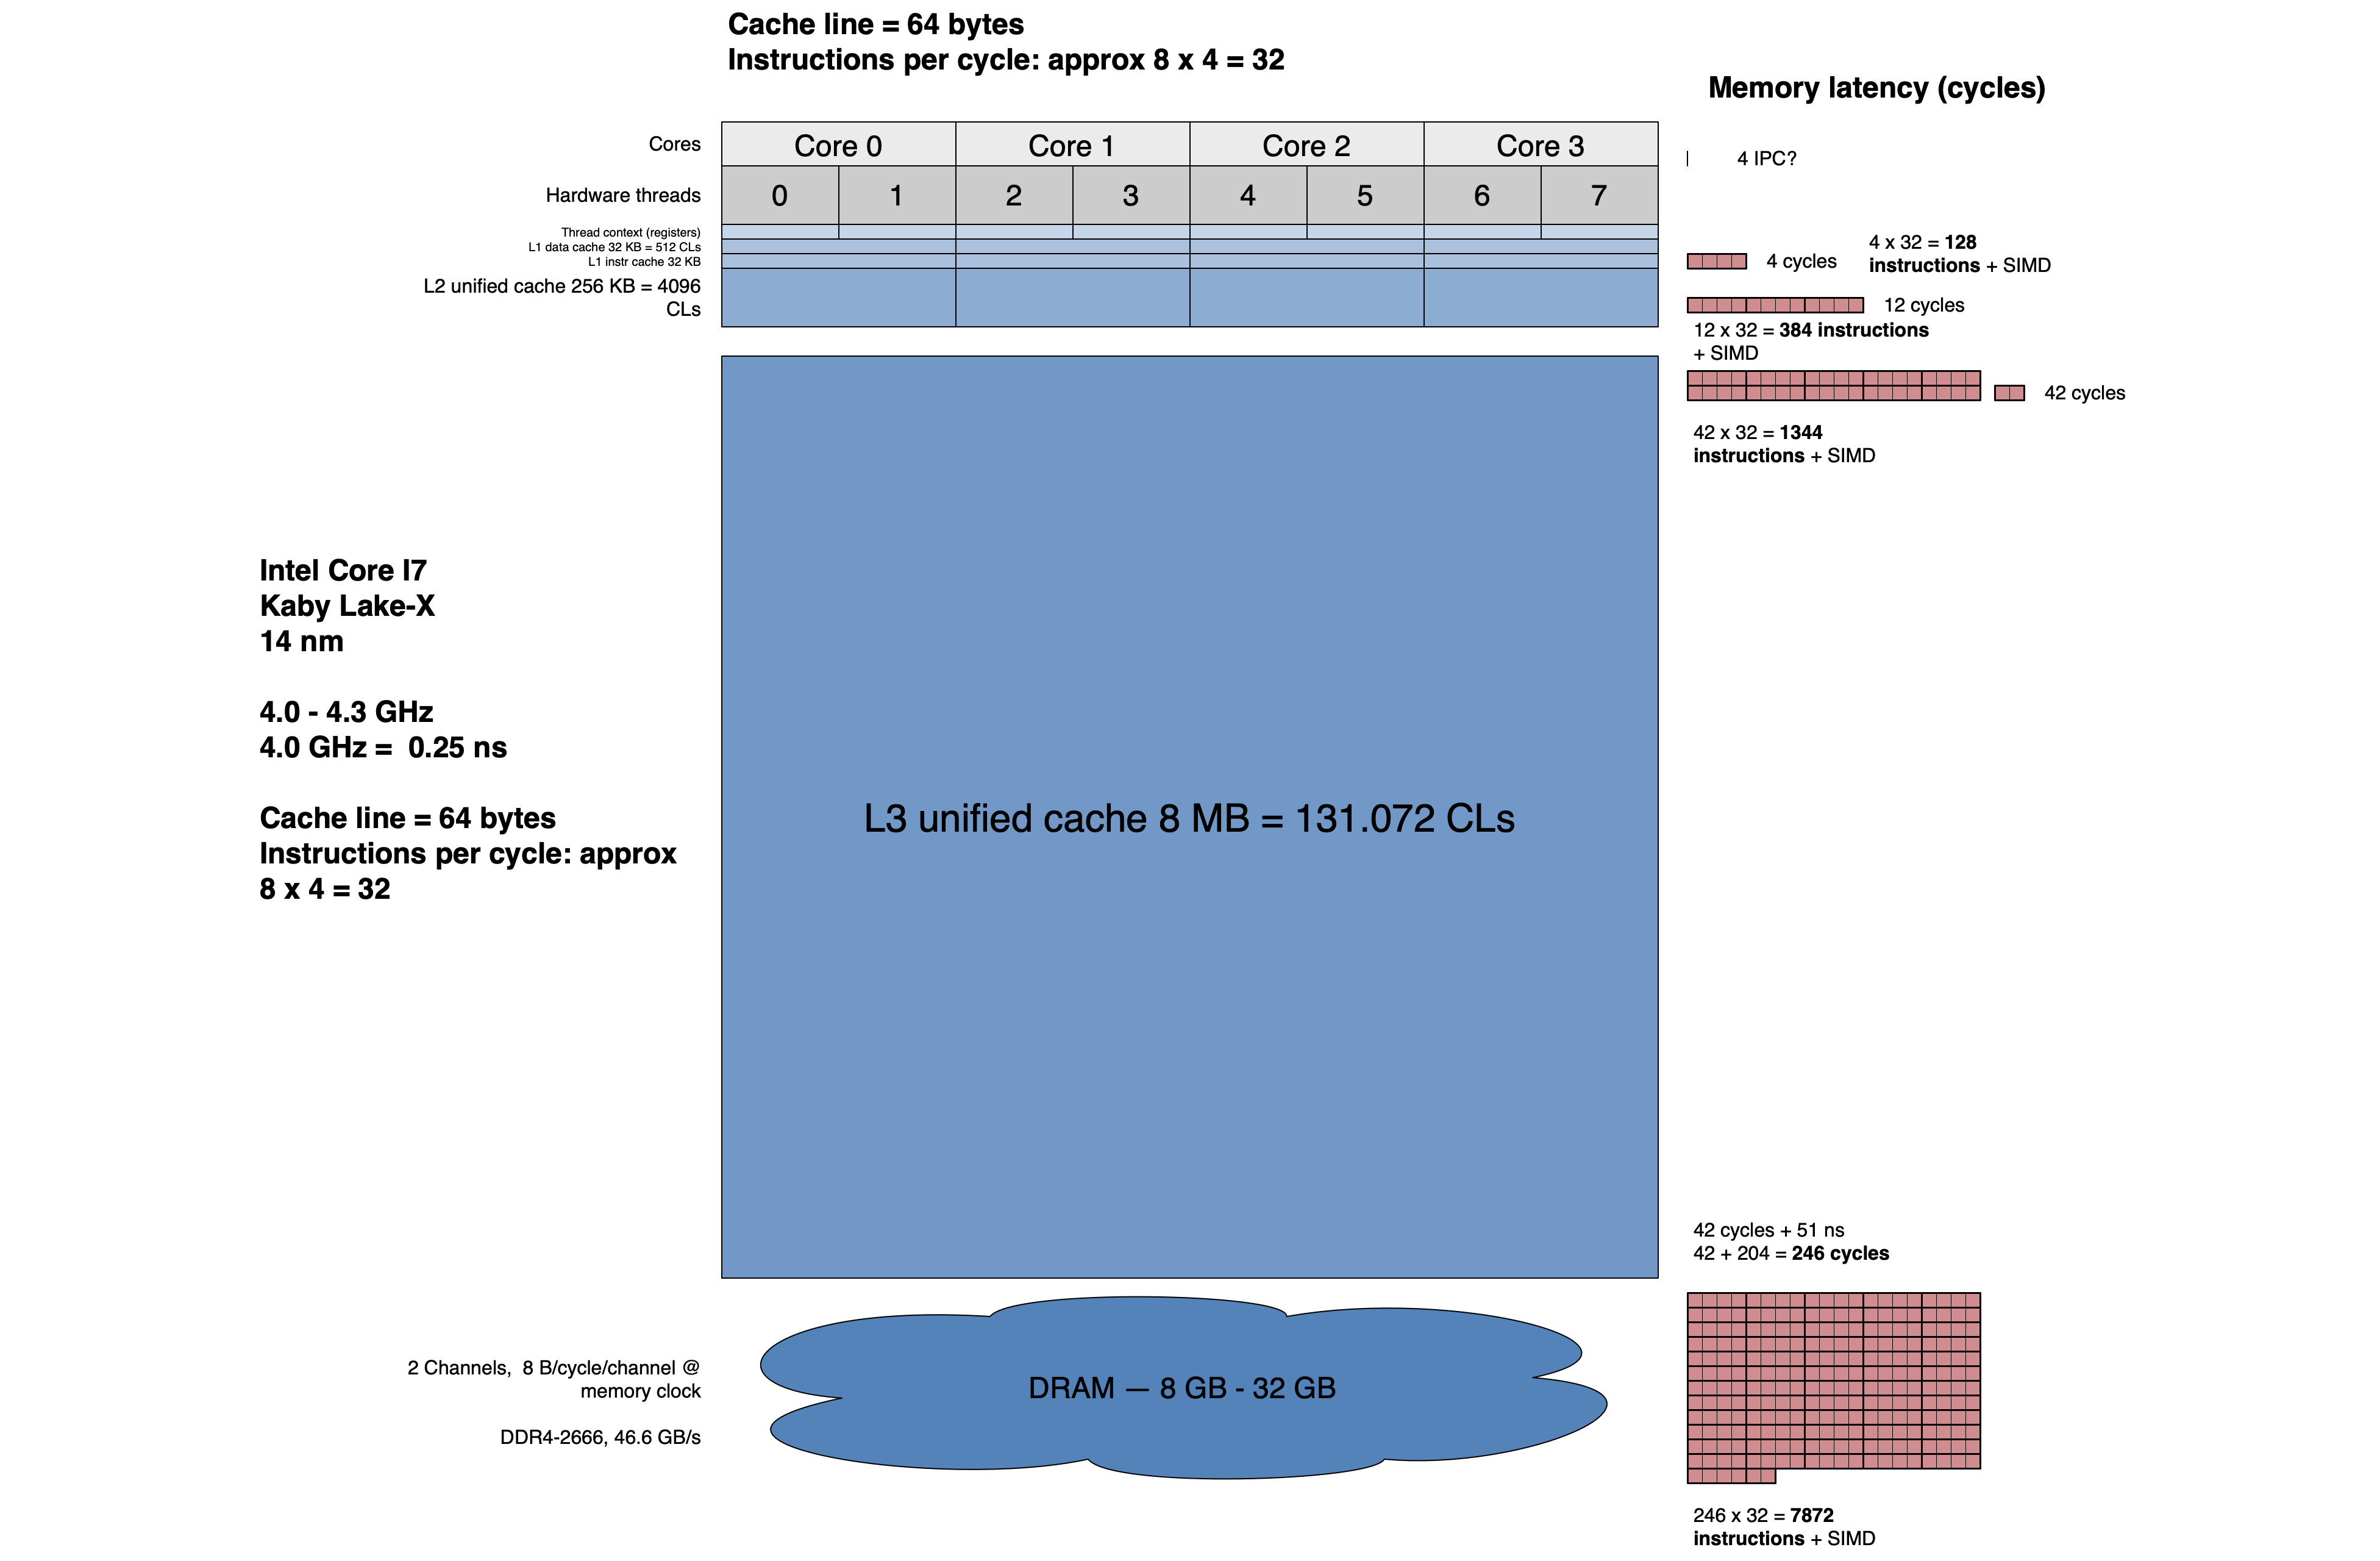 Cache line = 64 bytes
Instructions per cycle: approx 8 x 4 = 32
Memory latency (cycles)
Cores
Core 0
Core 1
Core 2
Core 3
4 IPC?
Hardware threads
0
1
2
3
4
5
6
7
Thread context (registers)
L1 data cache 32 KB = 512 CLs
L1 instr cache 32 KB
4 cycles
4 x 32 = 128
instructions + SIMD
L2 unified cache 256 KB = 4096
CLs
12 cycles
12 x 32 = 384 instructions
+ SIMD
42 cycles
42 x 32 = 1344
instructions + SIMD
Intel Core I7
Kaby Lake-X
14 nm
4.0 - 4.3 GHz
4.0 GHz =  0.25 ns
Cache line = 64 bytes
Instructions per cycle: approx
8 x 4 = 32
L3 unified cache 8 MB = 131.072 CLs
42 cycles + 51 ns
42 + 204 = 246 cycles
2 Channels,  8 B/cycle/channel @
memory clock
DDR4-2666, 46.6 GB/s
DRAM — 8 GB - 32 GB
246 x 32 = 7872
instructions + SIMD